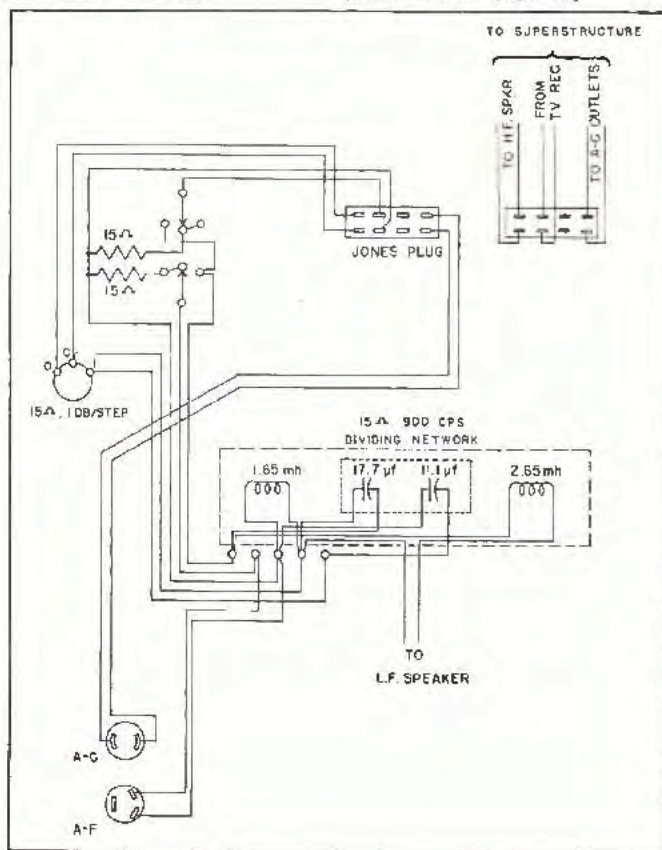 TO SUPERSTRUCTURE
TO H.F. SPKR
FROM
TV REC
TO A-C OUTLETS
15Ω
15Ω
JONES PLUG
O
O
15Ω, 1 DB/STEP
15Ω 900 CPS
DIVIDING NETWORK
1.65 mh
17.7 µf
11.1 µf
2.65 mh
TO
L.F. SPEAKER
A-C
A-F